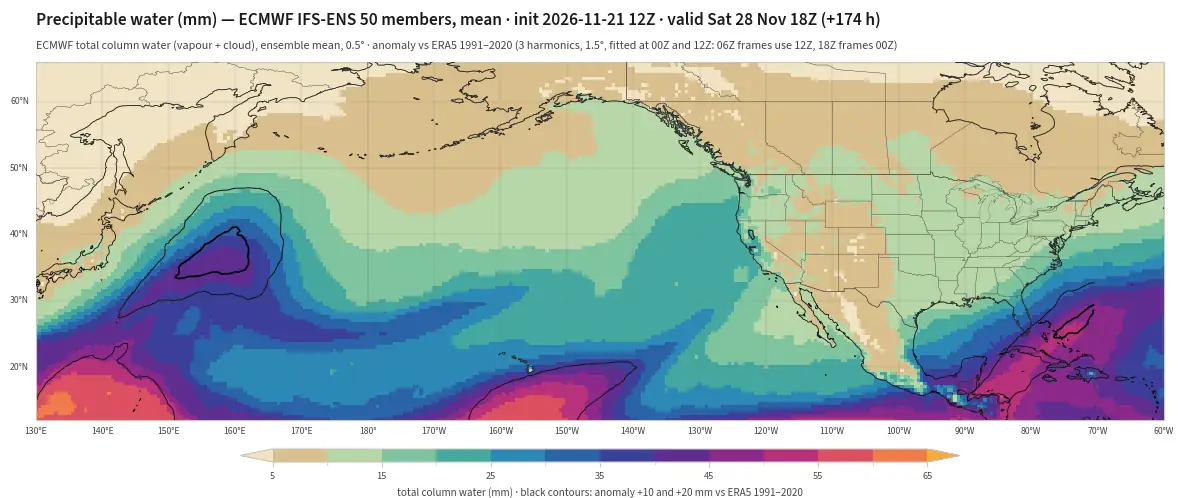 Precipitable water (mm) — ECMWF IFS-ENS 50 members, mean · init 2026-11-21 12Z · valid Sat 28 Nov 18Z (+174 h)
ECMWF total column water (vapour + cloud), ensemble mean, 0.5° · anomaly vs ERA5 1991–2020 (3 harmonics, 1.5°, fitted at 00Z and 12Z: 06Z frames use 12Z, 18Z frames 00Z)
60°N
50°N
40°N
30°N
20°N
130°E 140°E 150°E 160°E 170°E 180° 170°W 160°W 150°W 140°W 130°W 120°W 110°W 100°W 90°W 80°W 70°W 60°W
5 15 25 35 45 55 65
total column water (mm) · black contours: anomaly +10 and +20 mm vs ERA5 1991–2020